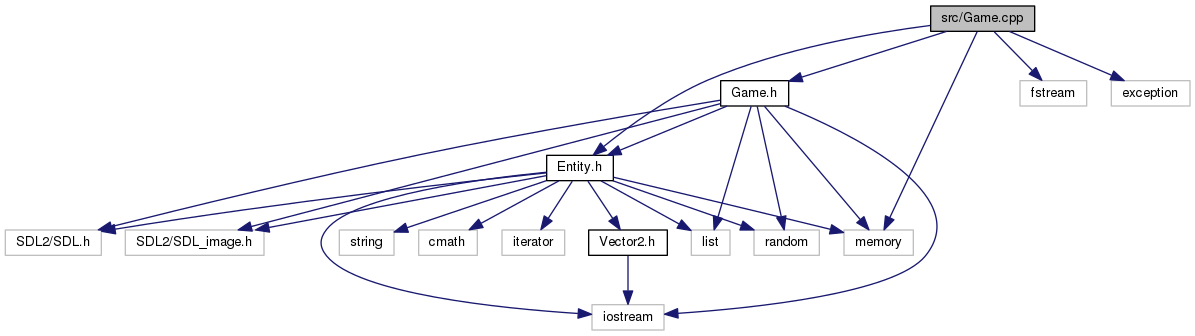 src/Game.cpp
Game.h
fstream
exception
Entity.h
SDL2/SDL.h
SDL2/SDL_image.h
string
cmath
iterator
Vector2.h
list
random
memory
iostream